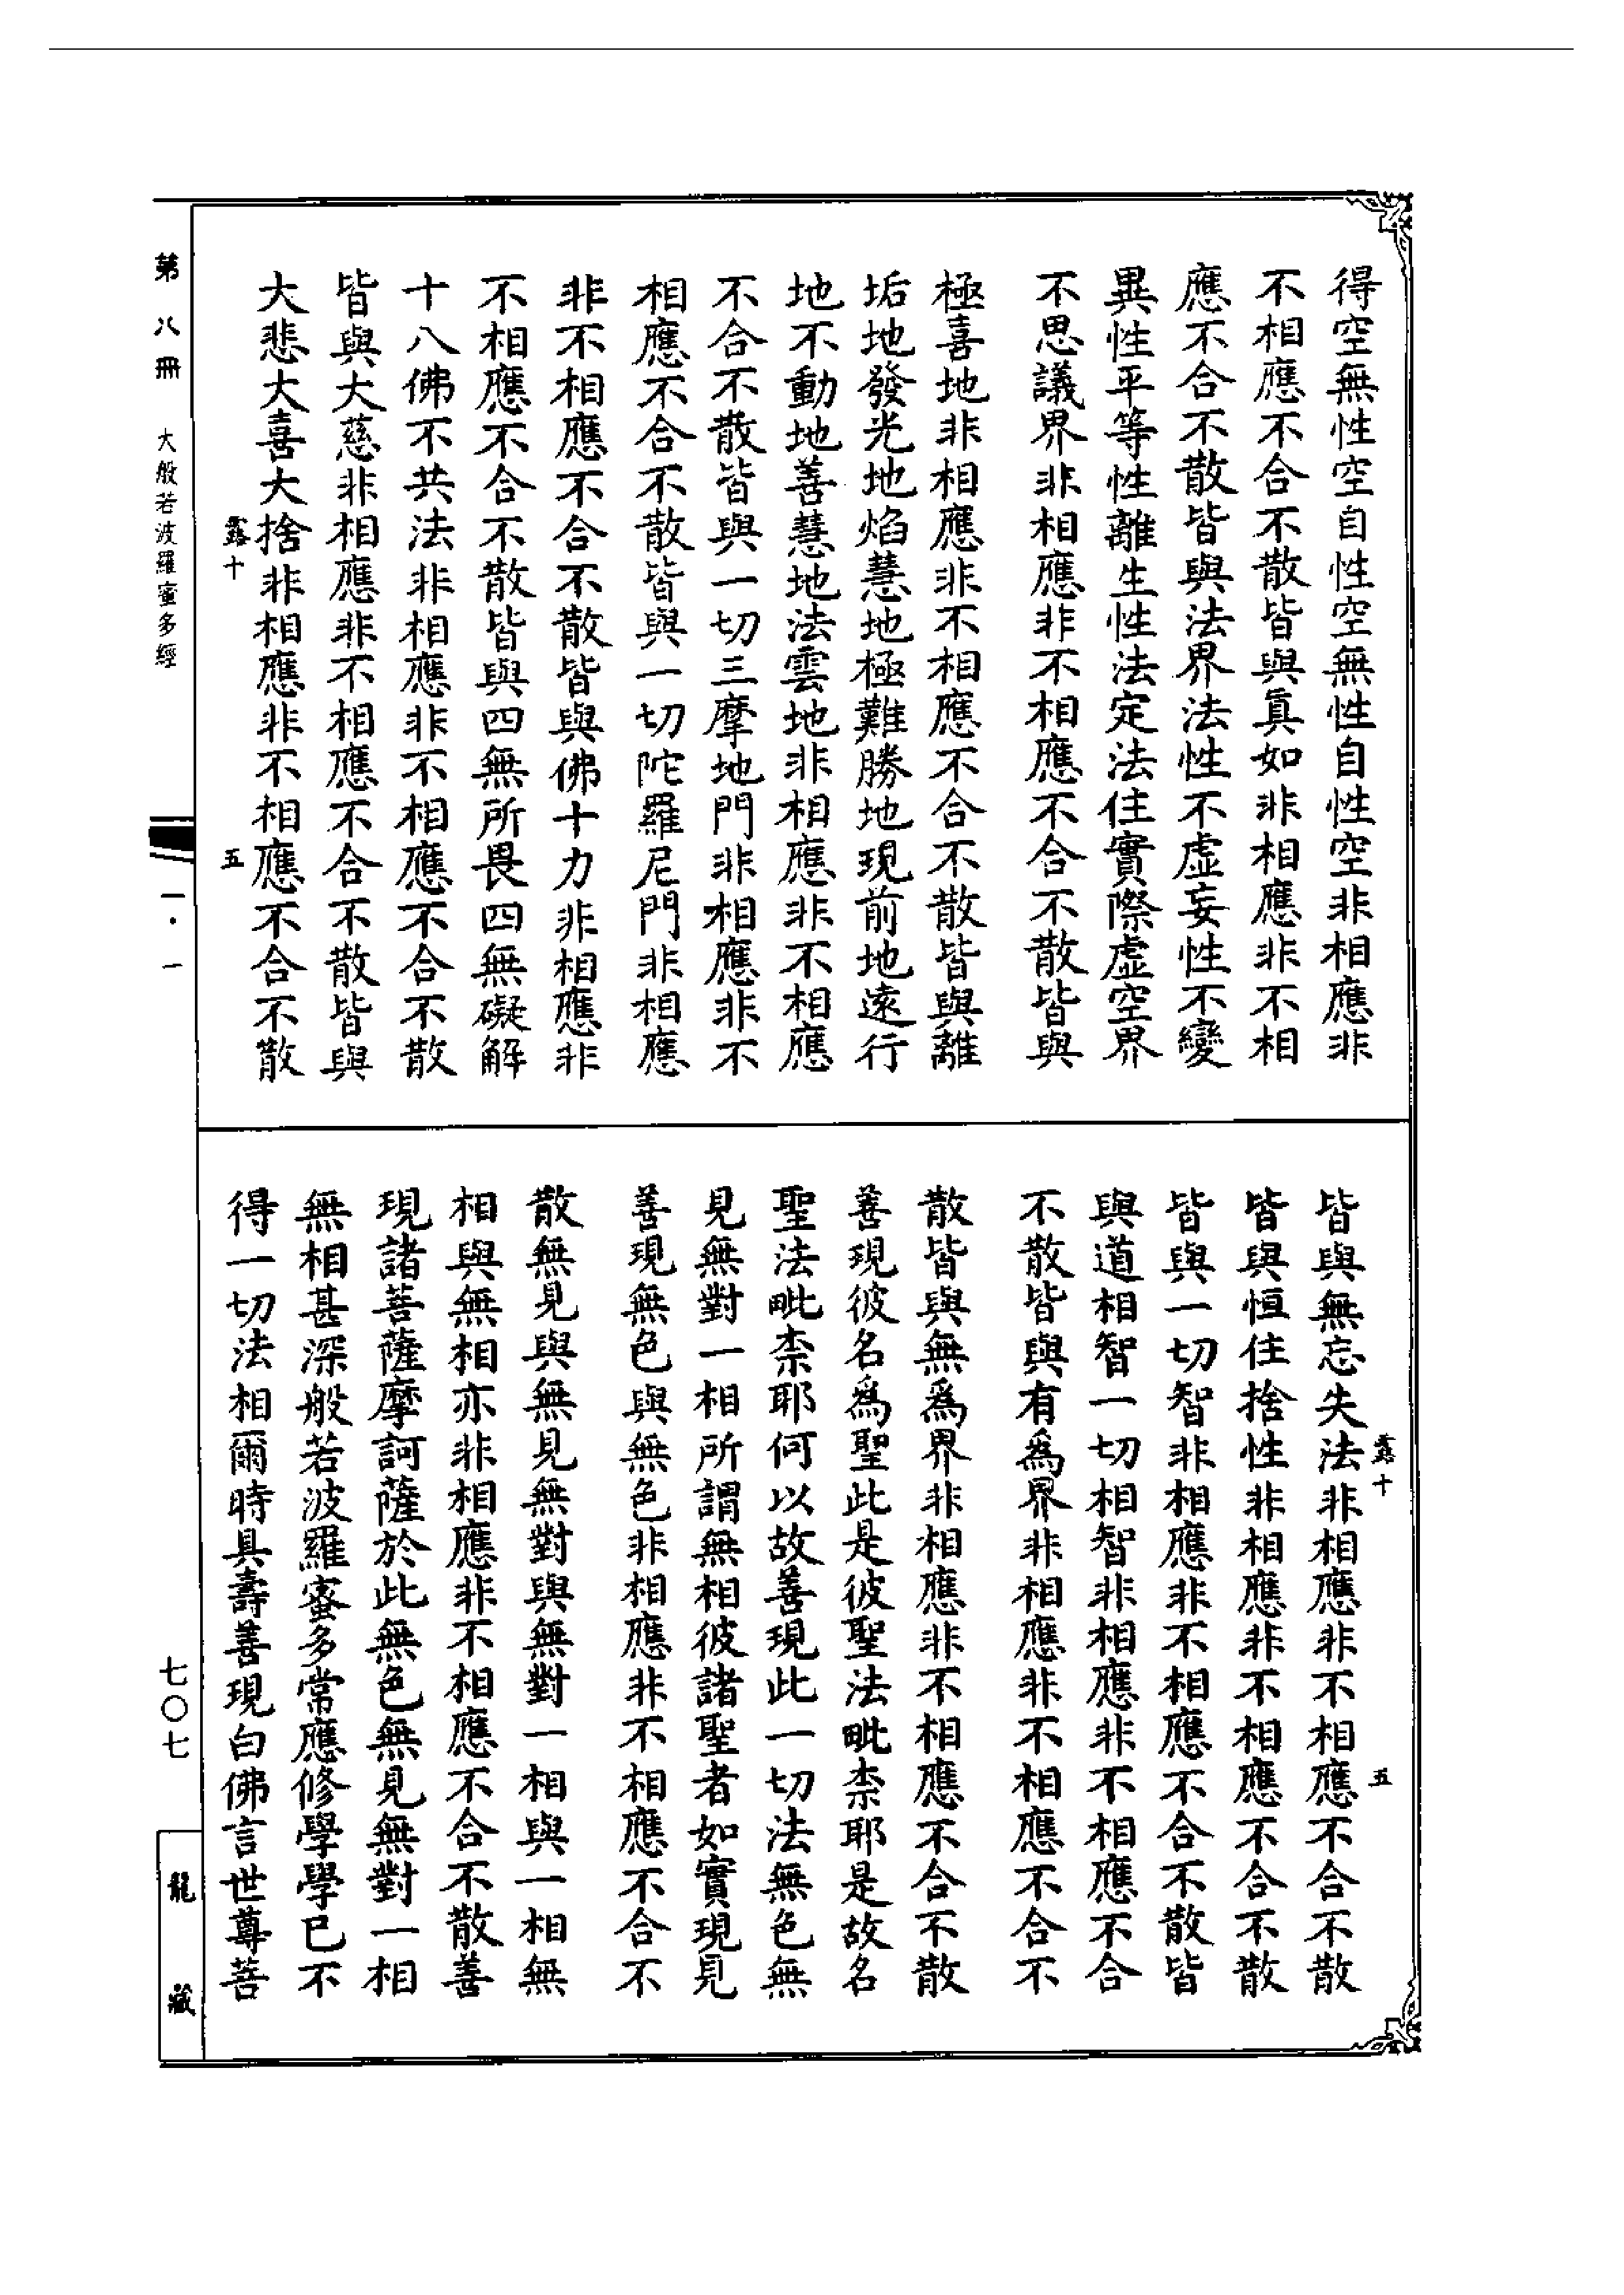 得空無性空自性空無性自性空非相應非
不相應不合不散皆與真如非相應非不相
應不合不散皆與法界法性不虛妄性不變
異性平等性離生性法定法住實際虛空界
不思議界非相應非不相應不合不散皆與
極喜地非相應非不相應不合不散皆與離
垢地發光地焰慧地極難勝地現前地遠行
地不動地善慧地法雲地非相應非不相應
不合不散皆與一切三摩地門非相應非不
相應不合不散皆與一切陀羅尼門非相應
非不相應不合不散皆與佛十力非相應非
不相應不合不散皆與四無所畏四無礙解
十八佛不共法非相應非不相應不合不散
皆與大慈非相應非不相應不合不散皆與
大悲大喜大捨非相應非不相應不合不散
露十
五
露十
五
皆與無忘失法非相應非不相應不合不散
皆與恒住捨性非相應非不相應不合不散
皆與一切智非相應非不相應不合不散皆
與道相智一切相智非相應非不相應不合
不散皆與有為界非相應非不相應不合不
散皆與無為界非相應非不相應不合不散
善現彼名為聖此是彼聖法毗柰耶是故名
聖法毗柰耶何以故善現此一切法無色無
見無對一相所謂無相彼諸聖者如實現見
善現無色與無色非相應非不相應不合不
散無見與無見無對與無對一相與一相無
相與無相亦非相應非不相應不合不散善
現諸菩薩摩訶薩於此無色無見無對一相
無相甚深般若波羅蜜多常應修學學已不
得一切法相爾時具壽善現白佛言世尊菩
第八冊
大般若波羅蜜多經
一·一
七〇七
龍藏